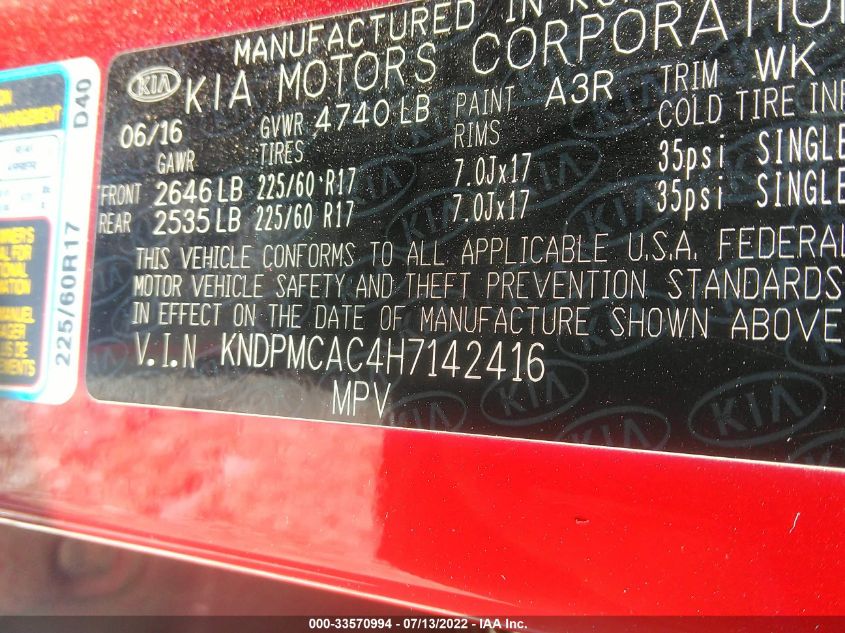 MANUFACTURED IN KO
KIA KIA MOTORS CORPORATION
06/16 GVWR 4740 LB PAINT A3R TRIM WK
GAWR TIRES RIMS COLD TIRE INF
FRONT 2646 LB 225/60 R17 7.0Jx17 35psi SINGLE
REAR 2535 LB 225/60 R17 7.0Jx17 35psi SINGLE
THIS VEHICLE CONFORMS TO ALL APPLICABLE U.S.A. FEDERAL
MOTOR VEHICLE SAFETY AND THEFT PREVENTION STANDARDS
IN EFFECT ON THE DATE OF MANUFACTURE SHOWN ABOVE
V.I.N KNDPMCAC4H7142416
MPV
D40
225/60R17
000-33570994 - 07/13/2022 - IAA Inc.